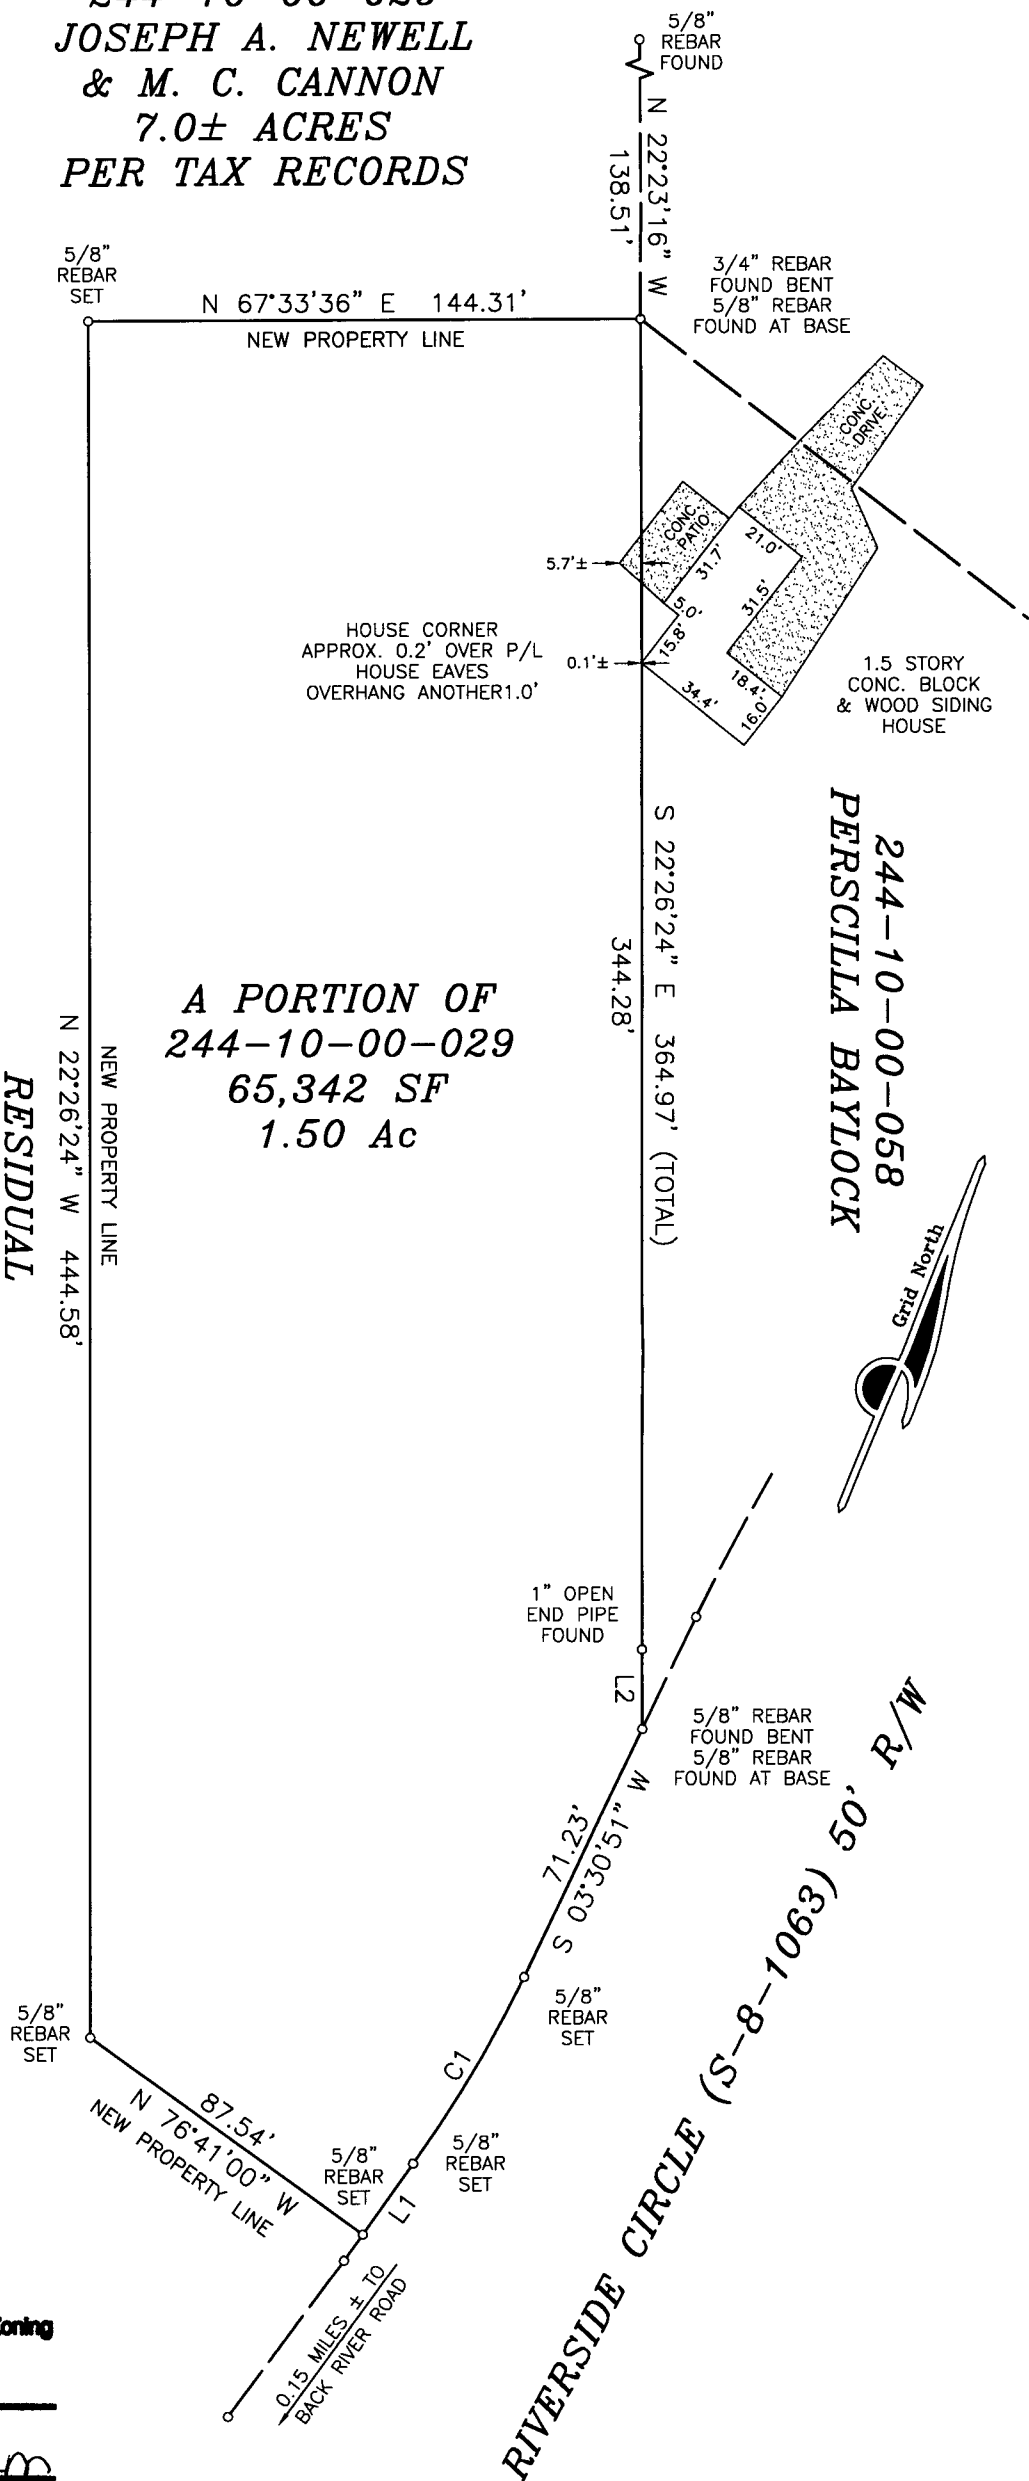 JOSEPH A. NEWELL
& M. C. CANNON
7.0± ACRES
PER TAX RECORDS
5/8"
REBAR
FOUND
N 22°23'16" W
138.51'
5/8"
REBAR
SET
N 67°33'36" E 144.31'
NEW PROPERTY LINE
3/4" REBAR
FOUND BENT
5/8" REBAR
FOUND AT BASE
CONC.
DRIVE
CONC.
PATIO
21.0'
31.7'
5.7'±
31.5'
5.0'
15.8'
HOUSE CORNER
APPROX. 0.2' OVER P/L
HOUSE EAVES
OVERHANG ANOTHER1.0'
0.1'±
34.4'
18.4'
16.0'
1.5 STORY
CONC. BLOCK
& WOOD SIDING
HOUSE
244-10-00-058
PERSCILLA BAYLOCK
S 22°26'24" E 364.97' (TOTAL)
344.28'
A PORTION OF
244-10-00-029
65,342 SF
1.50 Ac
NEW PROPERTY LINE
N 22°26'24" W 444.58'
RESIDUAL
Grid North
1" OPEN
END PIPE
FOUND
L2
5/8" REBAR
FOUND BENT
5/8" REBAR
FOUND AT BASE
71.23'
S 03°30'51" W
RIVERSIDE CIRCLE (S-8-1063) 50' R/W
5/8"
REBAR
SET
5/8"
REBAR
SET
C1
87.54'
N 76°41'00" W
NEW PROPERTY LINE
5/8"
REBAR
SET
5/8"
REBAR
SET
L1
0.15 MILES ± TO
BACK RIVER ROAD